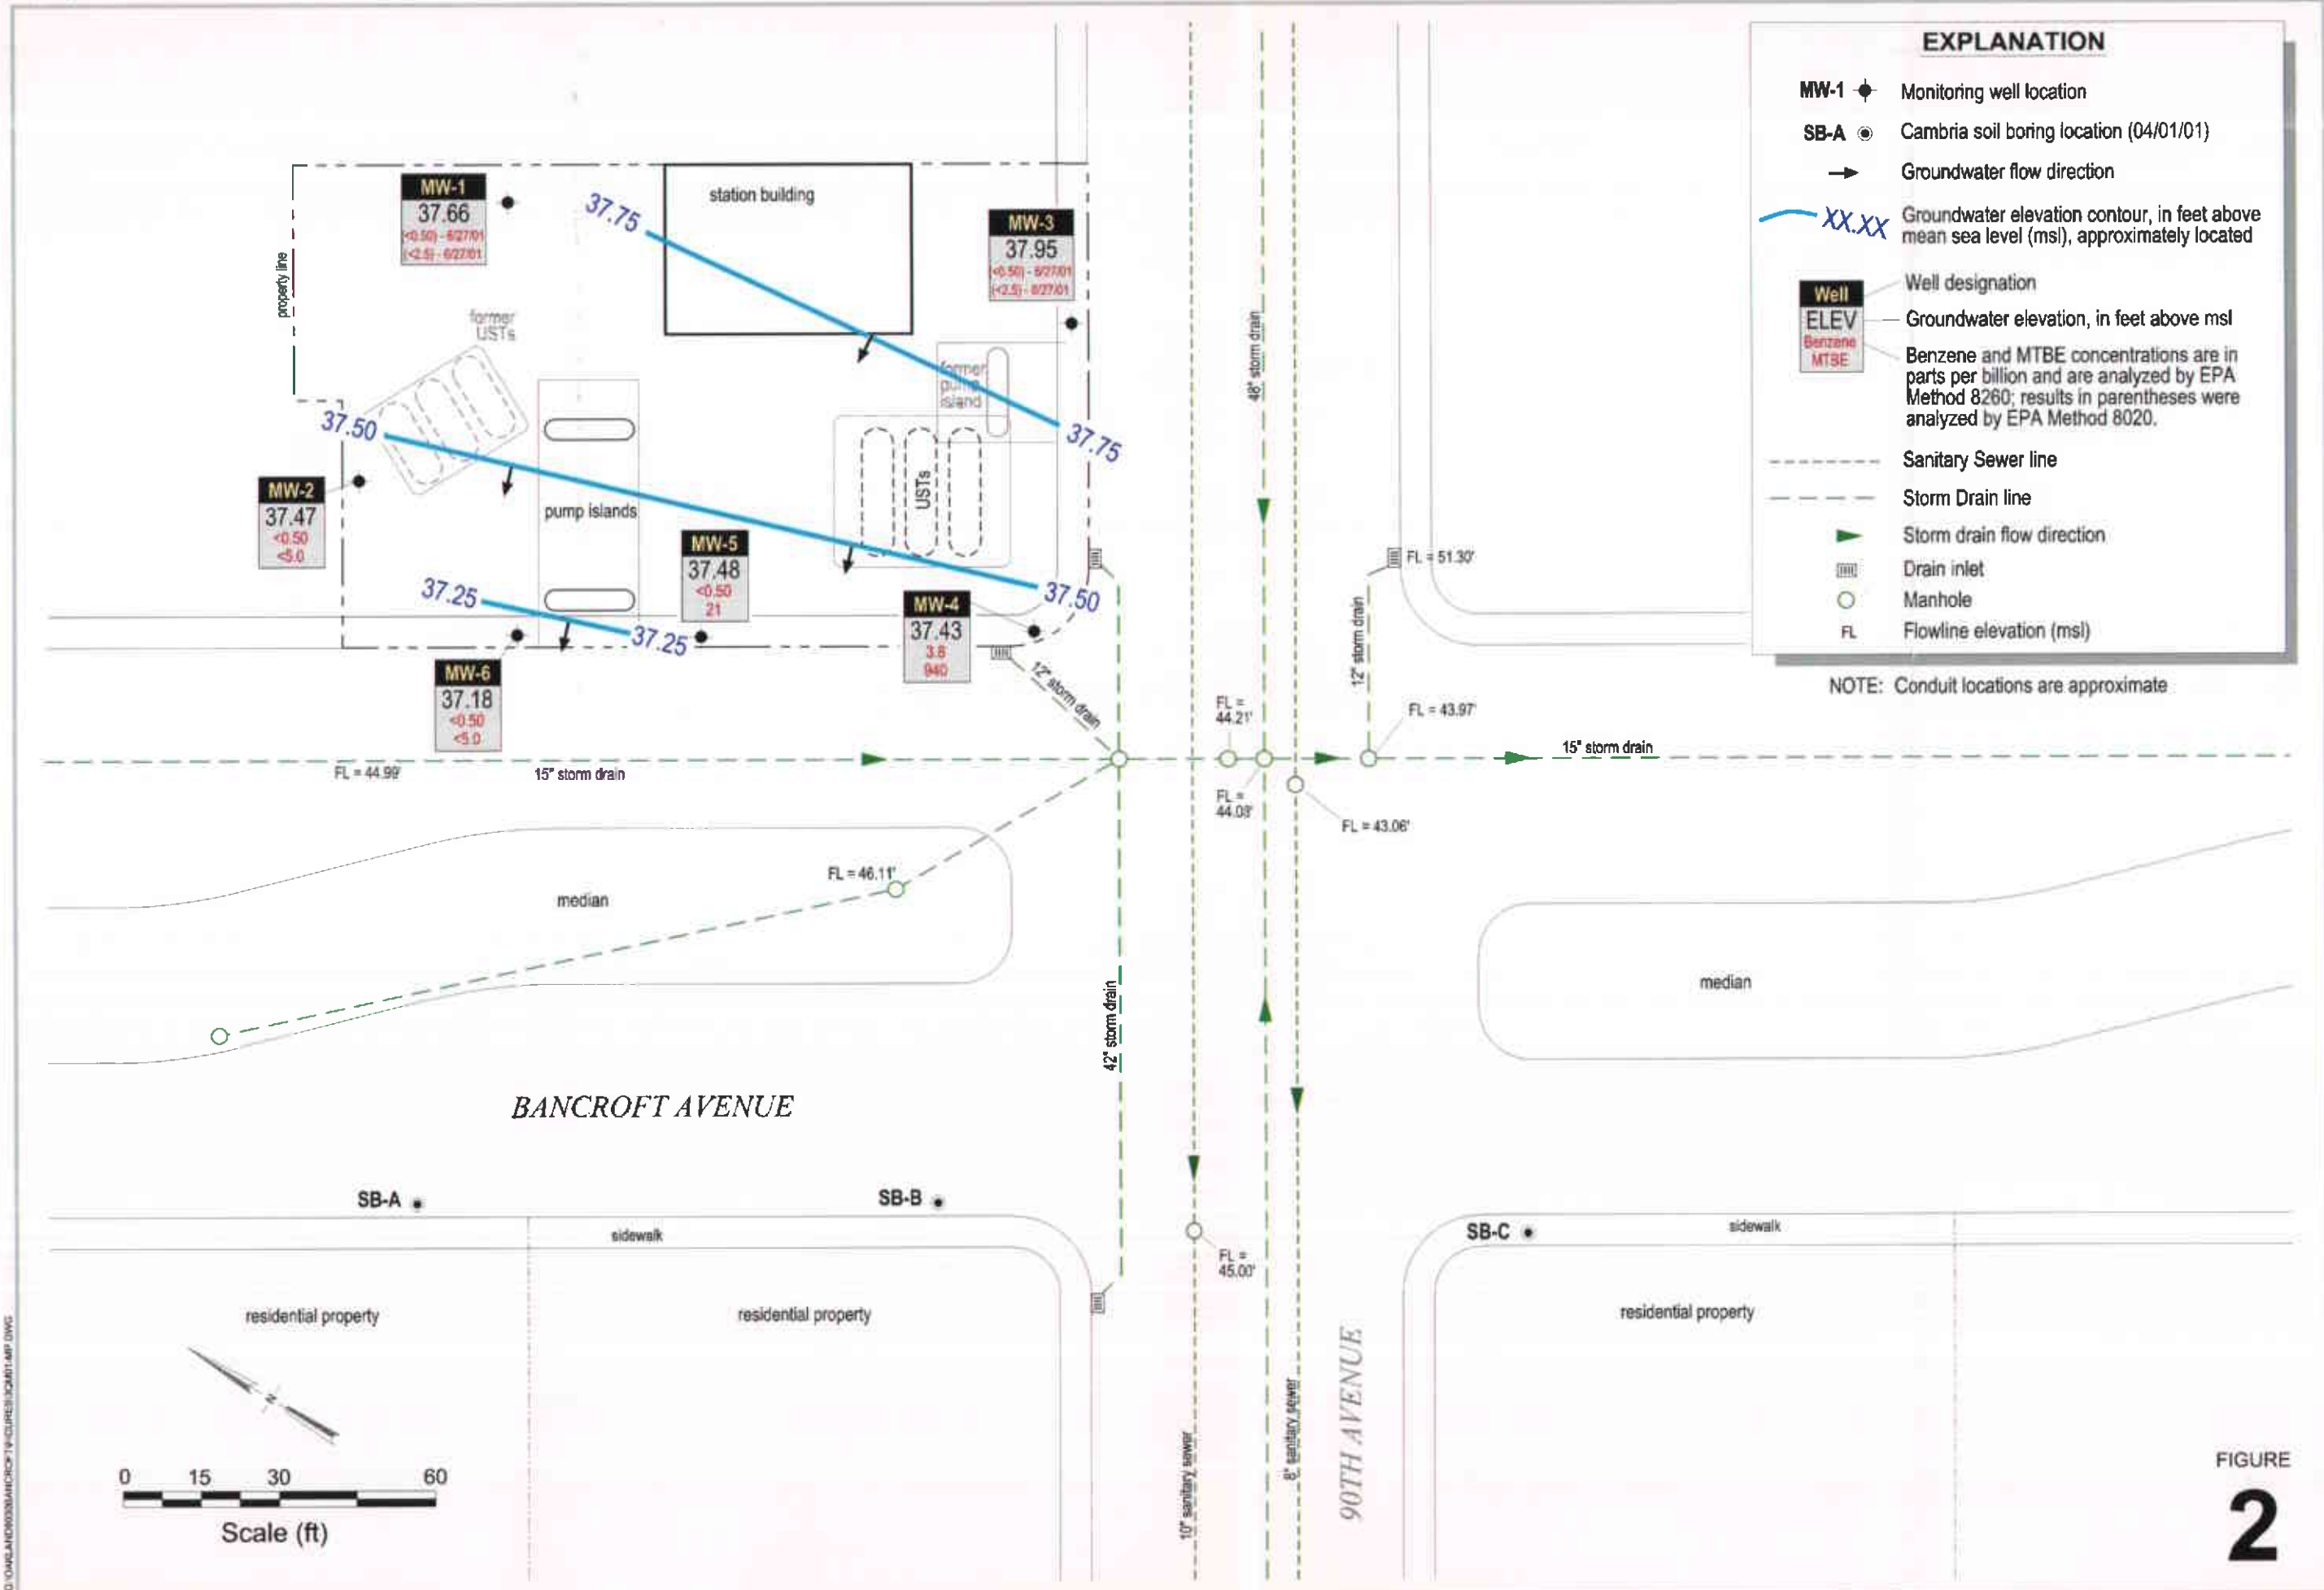 EXPLANATION
MW-1 Monitoring well location
SB-A Cambria soil boring location (04/01/01)
Groundwater flow direction
XX.XX Groundwater elevation contour, in feet above
mean sea level (msl), approximately located
Well
ELEV
Benzene
MTBE
Well designation
Groundwater elevation, in feet above msl
Benzene and MTBE concentrations are in
parts per billion and are analyzed by EPA
Method 8260; results in parentheses were
analyzed by EPA Method 8020.
Sanitary Sewer line
Storm Drain line
Storm drain flow direction
Drain inlet
Manhole
FL Flowline elevation (msl)
NOTE: Conduit locations are approximate
property line
MW-1
37.66
(<0.50) - 6/27/01
(<2.5) - 6/27/01
37.75
station building
MW-3
37.95
(<0.50) - 6/27/01
(<2.5) - 6/27/01
former
USTs
former
pump
island
37.50
37.75
MW-2
37.47
<0.50
<5.0
pump islands
USTs
MW-5
37.48
<0.50
21
37.25
37.25
37.50
MW-4
37.43
3.8
940
MW-6
37.18
<0.50
<5.0
48" storm drain
FL = 51.30'
12" storm drain
12" storm drain
FL =
44.21'
FL = 43.97'
15" storm drain
FL = 44.99'
15" storm drain
FL =
FL = 43.06'
FL = 46.11'
median
median
42" storm drain
BANCROFT AVENUE
SB-A
SB-B
SB-C
sidewalk
sidewalk
FL =
45.00'
residential property
residential property
residential property
N
0 15 30 60
Scale (ft)
10" sanitary sewer
8" sanitary sewer
90TH AVENUE
FIGURE
2